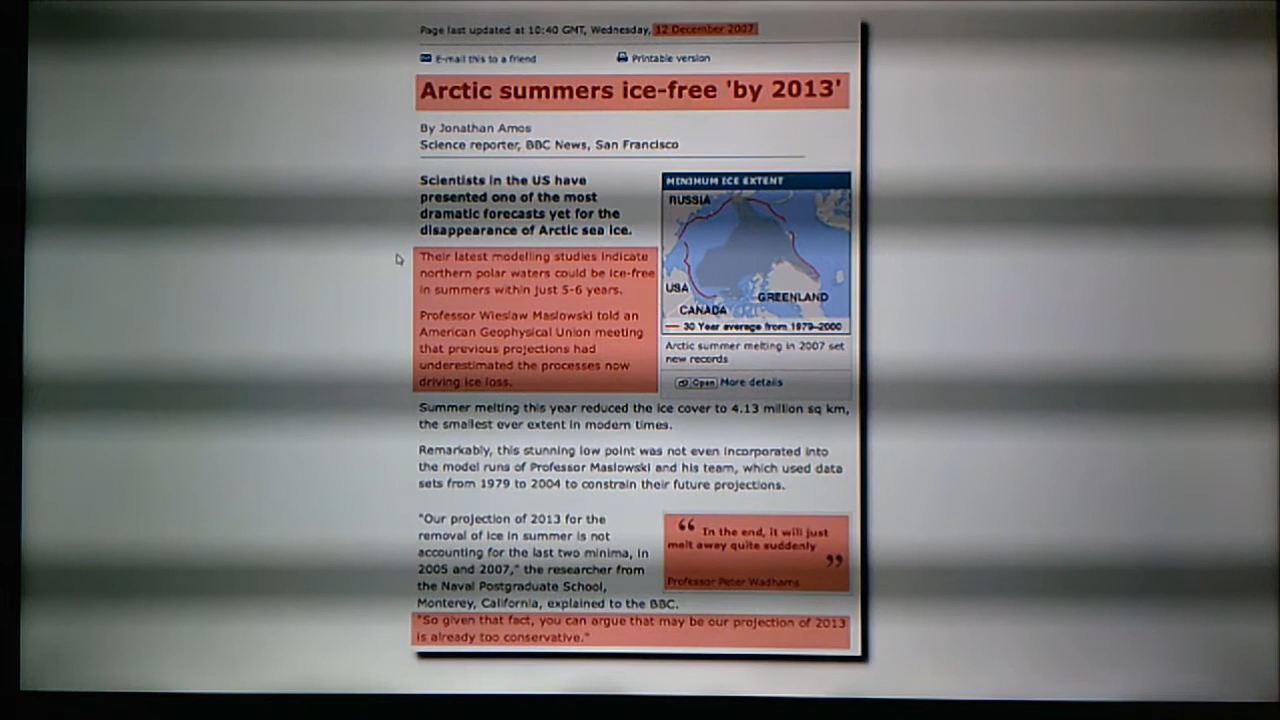 Page last updated at 10:40 GMT, Wednesday, 12 December 2007
E-mail this to a friend
Printable version
Arctic summers ice-free 'by 2013'
By Jonathan Amos
Science reporter, BBC News, San Francisco
Scientists in the US have
presented one of the most
dramatic forecasts yet for the
disappearance of Arctic sea ice.
Their latest modelling studies indicate
northern polar waters could be ice-free
in summers within just 5-6 years.
Professor Wieslaw Maslowski told an
American Geophysical Union meeting
that previous projections had
underestimated the processes now
driving ice loss.
MINIMUM ICE EXTENT
RUSSIA
USA
GREENLAND
CANADA
30 Year average from 1979-2000
Arctic summer melting in 2007 set
new records
Open More details
Summer melting this year reduced the ice cover to 4.13 million sq km,
the smallest ever extent in modern times.
Remarkably, this stunning low point was not even incorporated into
the model runs of Professor Maslowski and his team, which used data
sets from 1979 to 2004 to constrain their future projections.
"Our projection of 2013 for the
removal of ice in summer is not
accounting for the last two minima, in
2005 and 2007," the researcher from
the Naval Postgraduate School,
Monterey, California, explained to the BBC.
“ In the end, it will just
melt away quite suddenly
”
Professor Peter Wadhams
"So given that fact, you can argue that may be our projection of 2013
is already too conservative."